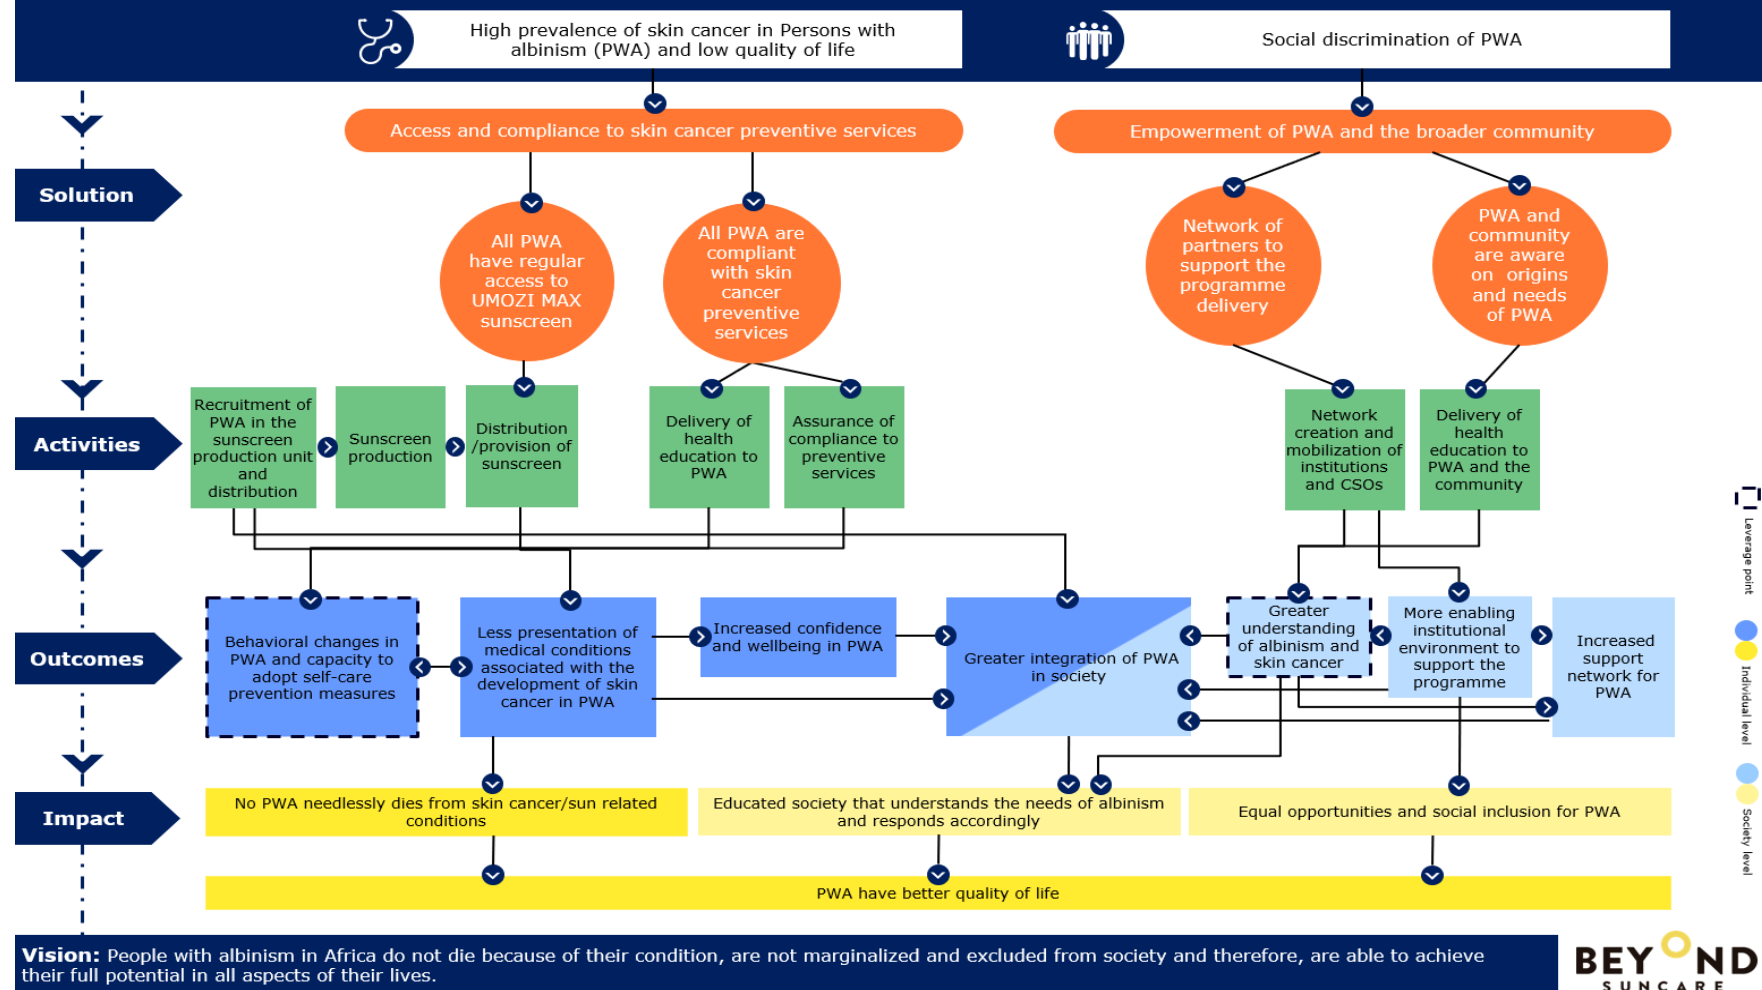 High prevalence of skin cancer in Persons with
albinism (PWA) and low quality of life
Social discrimination of PWA
Access and compliance to skin cancer preventive services
Empowerment of PWA and the broader community
Solution
All PWA
have regular
access to
UMOZI MAX
sunscreen
All PWA are
compliant
with skin
cancer
preventive
services
Network of
partners to
support the
programme
delivery
PWA and
community
are aware
on origins
and needs
of PWA
Activities
Recruitment of
PWA in the
sunscreen
production unit
and
distribution
Sunscreen
production
Distribution
/provision of
sunscreen
Delivery of
health
education to
PWA
Assurance of
compliance to
preventive
services
Network
creation and
mobilization of
institutions
and CSOs
Delivery of
health
education to
PWA and the
community
Outcomes
Behavioral changes in
PWA and capacity to
adopt self-care
prevention measures
Less presentation of
medical conditions
associated with the
development of skin
cancer in PWA
Increased confidence
and wellbeing in PWA
Greater integration of PWA
in society
Greater
understanding
of albinism and
skin cancer
More enabling
institutional
environment to
support the
programme
Increased
support
network for
PWA
Leverage point
Individual level
Society level
Impact
No PWA needlessly dies from skin cancer/sun related
conditions
Educated society that understands the needs of albinism
and responds accordingly
Equal opportunities and social inclusion for PWA
PWA have better quality of life
Vision: People with albinism in Africa do not die because of their condition, are not marginalized and excluded from society and therefore, are able to achieve
their full potential in all aspects of their lives.
BEYOND
SUNCARE